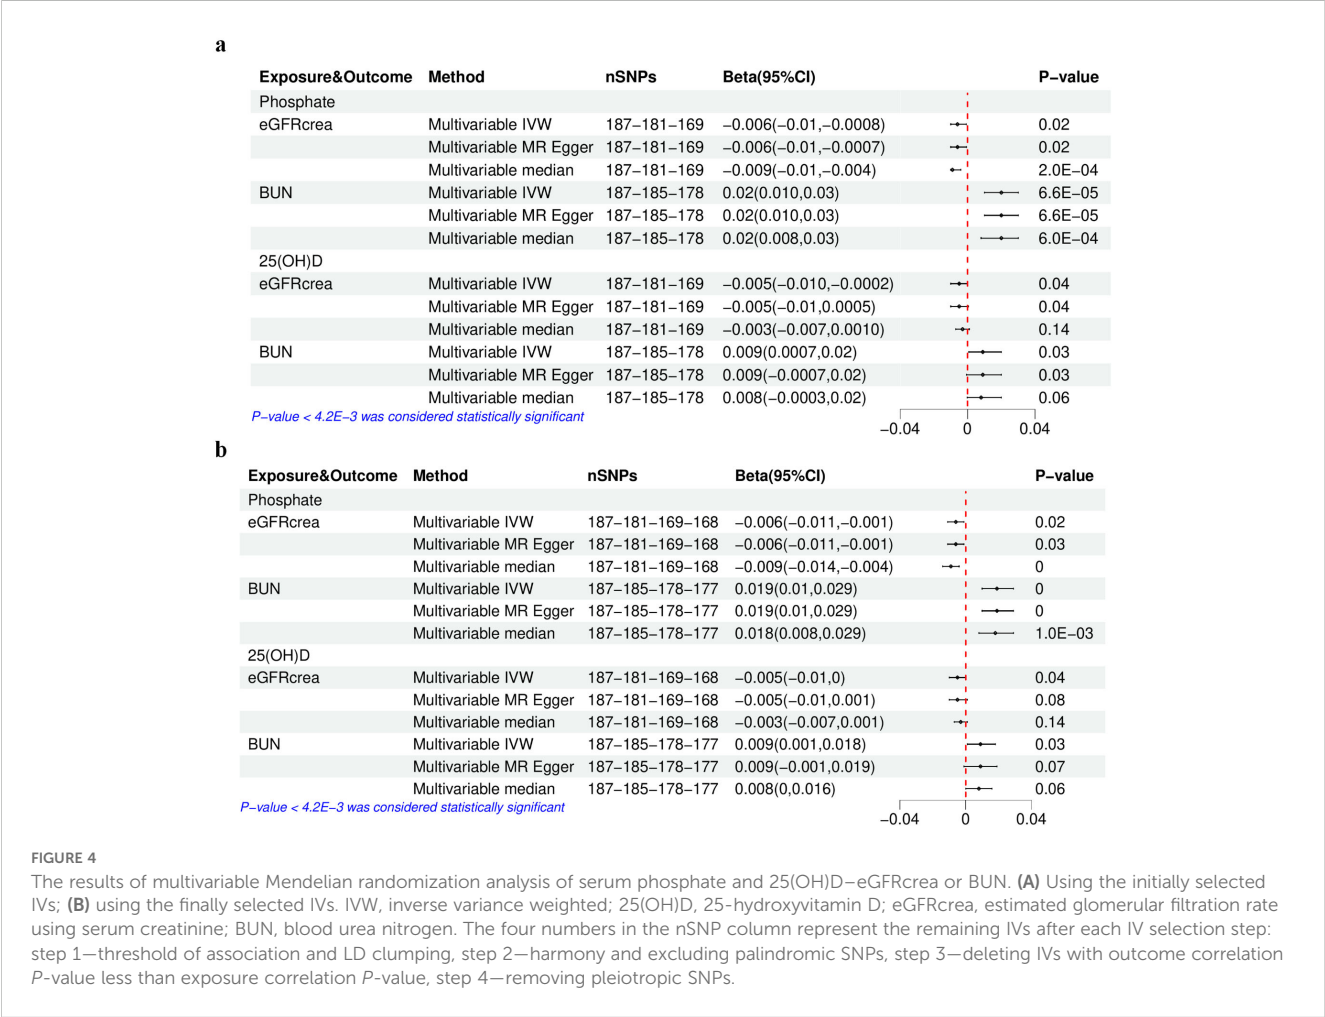 a
Exposure&Outcome Method nSNPs Beta(95%CI) P−value
Phosphate
eGFRcrea Multivariable IVW 187−181−169 −0.006(−0.01,−0.0008) 0.02
Multivariable MR Egger 187−181−169 −0.006(−0.01,−0.0007) 0.02
Multivariable median 187−181−169 −0.009(−0.01,−0.004) 2.0E−04
BUN Multivariable IVW 187−185−178 0.02(0.010,0.03) 6.6E−05
Multivariable MR Egger 187−185−178 0.02(0.010,0.03) 6.6E−05
Multivariable median 187−185−178 0.02(0.008,0.03) 6.0E−04
25(OH)D
eGFRcrea Multivariable IVW 187−181−169 −0.005(−0.010,−0.0002) 0.04
Multivariable MR Egger 187−181−169 −0.005(−0.01,0.0005) 0.04
Multivariable median 187−181−169 −0.003(−0.007,0.0010) 0.14
BUN Multivariable IVW 187−185−178 0.009(0.0007,0.02) 0.03
Multivariable MR Egger 187−185−178 0.009(−0.0007,0.02) 0.03
Multivariable median 187−185−178 0.008(−0.0003,0.02) 0.06
P−value < 4.2E−3 was considered statistically significant
−0.04 0 0.04
b
Exposure&Outcome Method nSNPs Beta(95%CI) P−value
Phosphate
eGFRcrea Multivariable IVW 187−181−169−168 −0.006(−0.011,−0.001) 0.02
Multivariable MR Egger 187−181−169−168 −0.006(−0.011,−0.001) 0.03
Multivariable median 187−181−169−168 −0.009(−0.014,−0.004) 0
BUN Multivariable IVW 187−185−178−177 0.019(0.01,0.029) 0
Multivariable MR Egger 187−185−178−177 0.019(0.01,0.029) 0
Multivariable median 187−185−178−177 0.018(0.008,0.029) 1.0E−03
25(OH)D
eGFRcrea Multivariable IVW 187−181−169−168 −0.005(−0.01,0) 0.04
Multivariable MR Egger 187−181−169−168 −0.005(−0.01,0.001) 0.08
Multivariable median 187−181−169−168 −0.003(−0.007,0.001) 0.14
BUN Multivariable IVW 187−185−178−177 0.009(0.001,0.018) 0.03
Multivariable MR Egger 187−185−178−177 0.009(−0.001,0.019) 0.07
Multivariable median 187−185−178−177 0.008(0,0.016) 0.06
P−value < 4.2E−3 was considered statistically significant
−0.04 0 0.04
FIGURE 4
The results of multivariable Mendelian randomization analysis of serum phosphate and 25(OH)D–eGFRcrea or BUN. (A) Using the initially selected
IVs; (B) using the finally selected IVs. IVW, inverse variance weighted; 25(OH)D, 25-hydroxyvitamin D; eGFRcrea, estimated glomerular filtration rate
using serum creatinine; BUN, blood urea nitrogen. The four numbers in the nSNP column represent the remaining IVs after each IV selection step:
step 1—threshold of association and LD clumping, step 2—harmony and excluding palindromic SNPs, step 3—deleting IVs with outcome correlation
P-value less than exposure correlation P-value, step 4—removing pleiotropic SNPs.